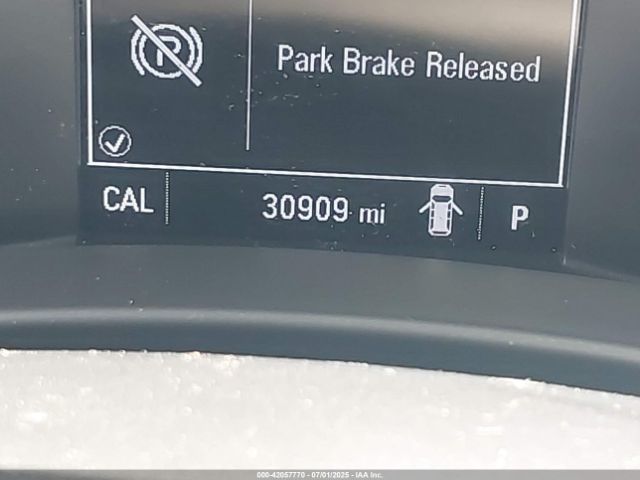 Park Brake Released
CAL 30909 mi P
000-42057770 - 07/01/2025 - IAA Inc.